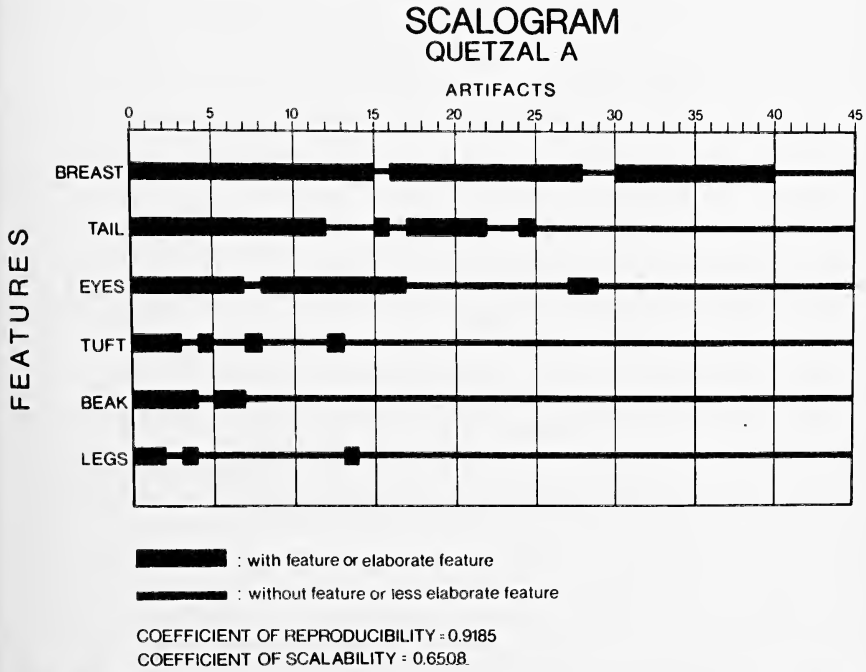 SCALOGRAM
QUETZAL A
ARTIFACTS
0 5 10 15 20 25 30 35 40 45
FEATURES
BREAST
TAIL
EYES
TUFT
BEAK
LEGS
: with feature or elaborate feature
: without feature or less elaborate feature
COEFFICIENT OF REPRODUCIBILITY = 0.9185
COEFFICIENT OF SCALABILITY = 0.6508